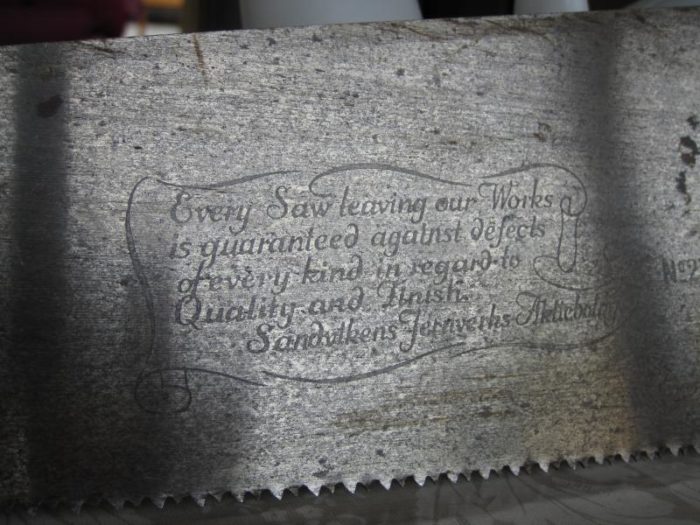 Every Saw leaving our Works
is guaranteed against defects
of every kind in regard to
Quality and Finish.
Sandvikens Jernverks Aktiebolag